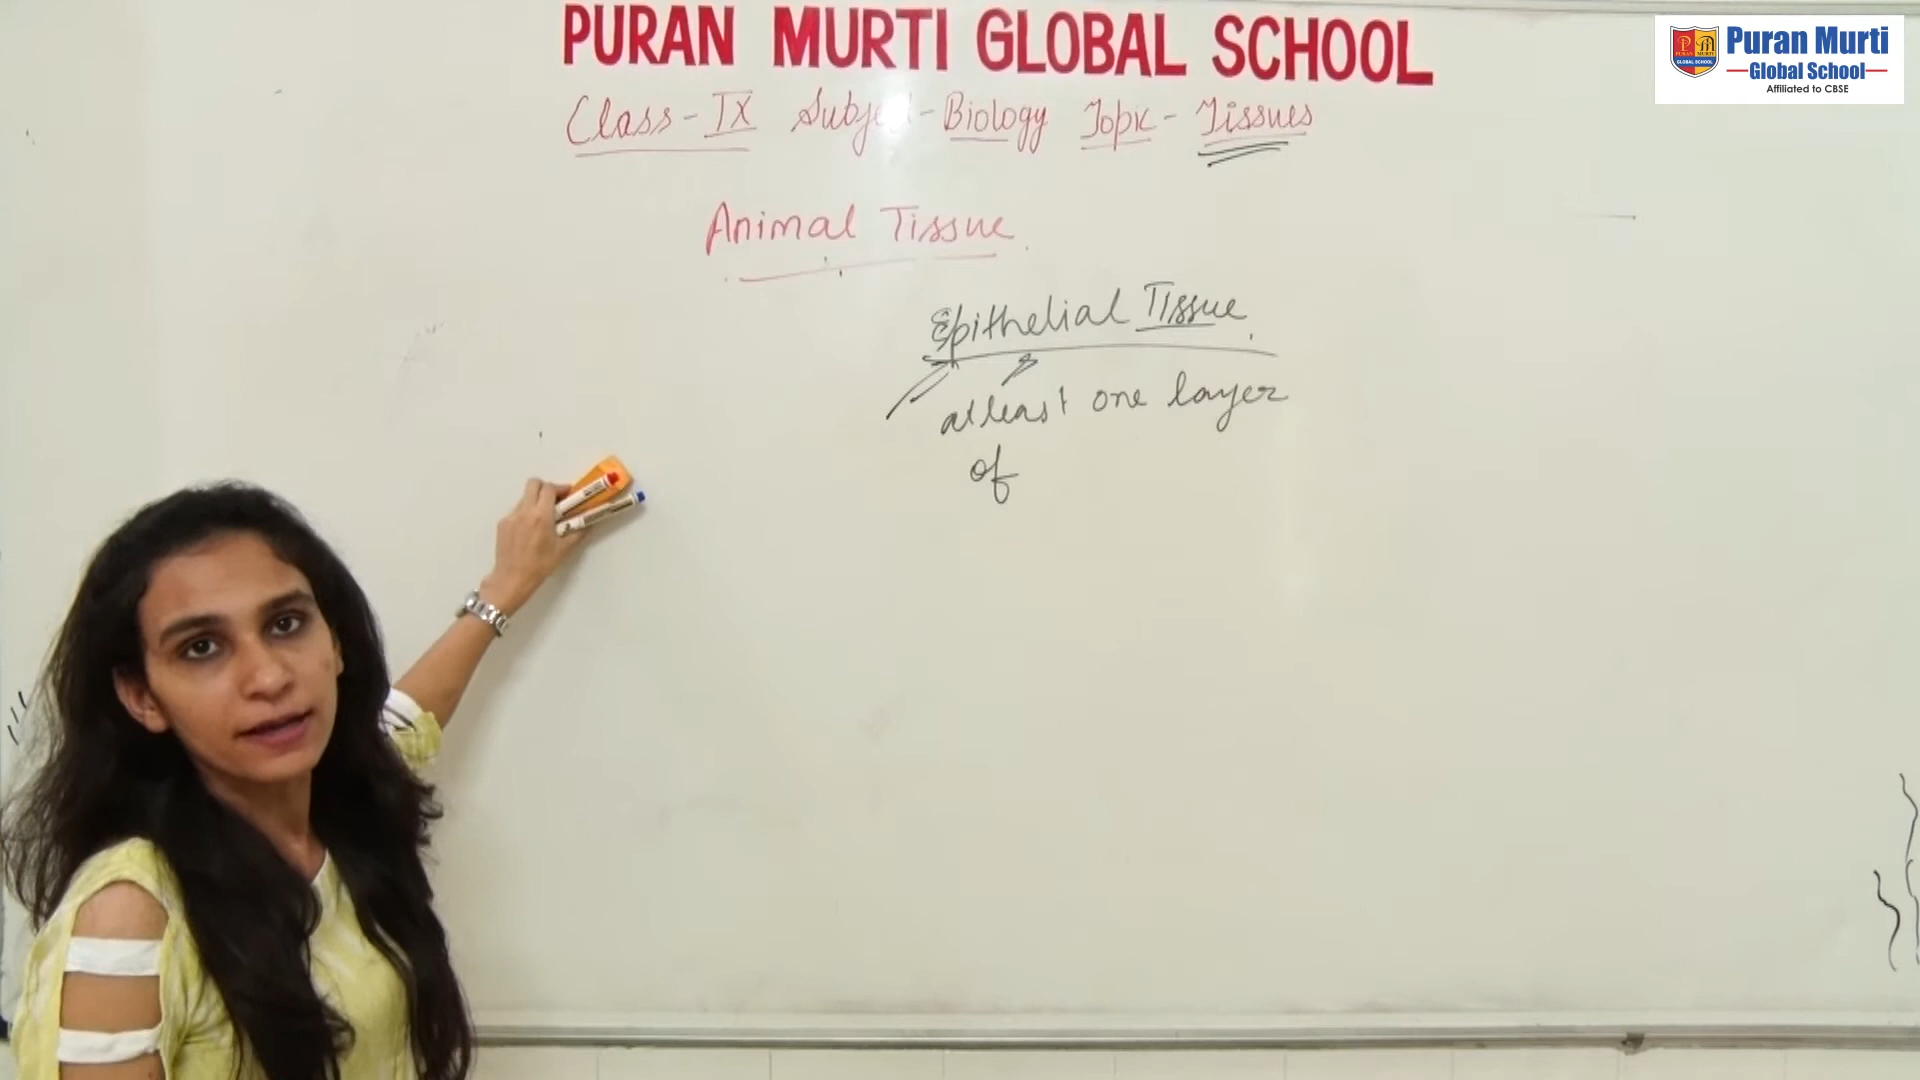 PURAN MURTI GLOBAL SCHOOL
Puran Murti
Global School
Affiliated to CBSE
Class - IX Subject - Biology Topic - Tissues
Animal Tissue
Epithelial Tissue
atleast one layer
of